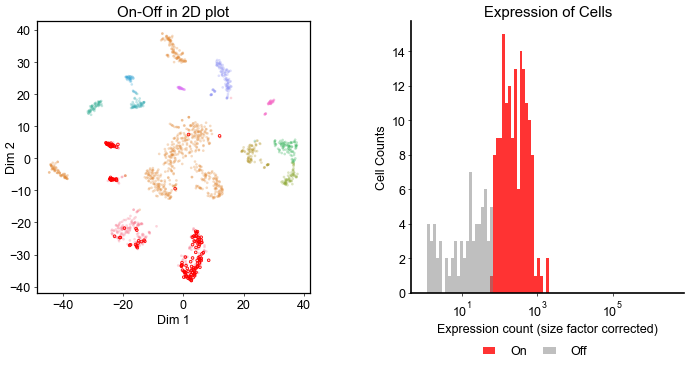 On-Off in 2D plot
40
30
20
10
0
−10
−20
−30
−40
Dim 2
−40 −20 0 20 40
Dim 1
Expression of Cells
14
12
10
8
6
4
2
0
Cell Counts
10^1 10^3 10^5
Expression count (size factor corrected)
On Off